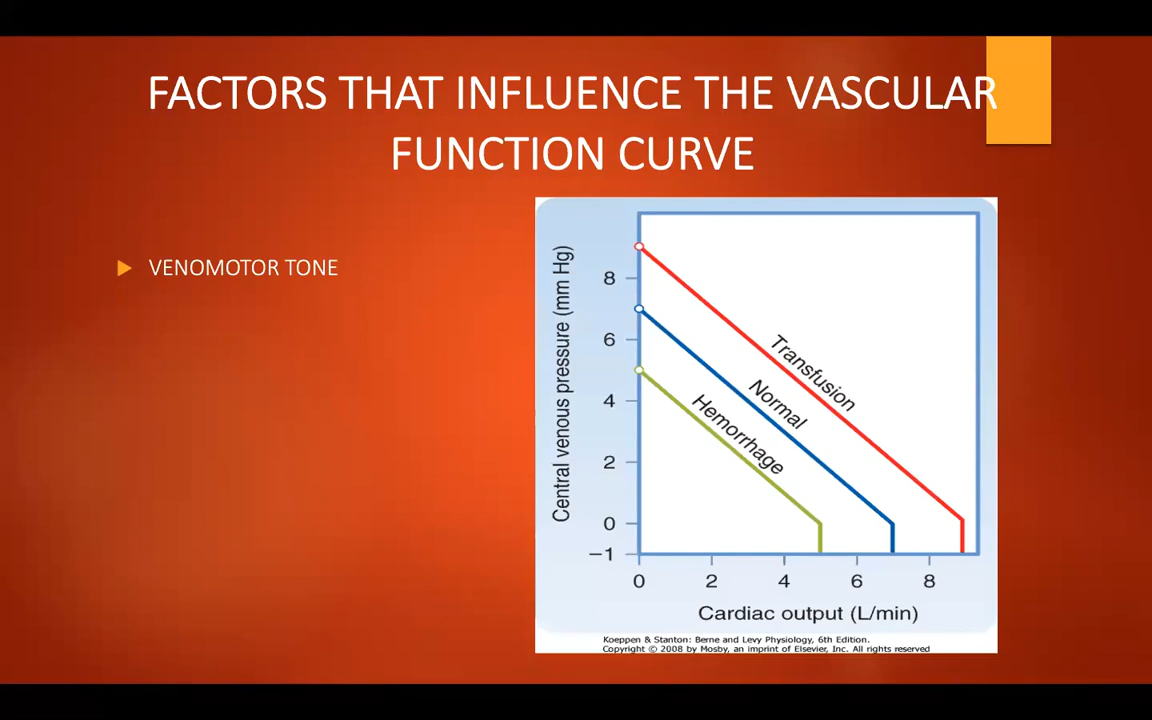 FACTORS THAT INFLUENCE THE VASCULAR
FUNCTION CURVE
VENOMOTOR TONE
Central venous pressure (mm Hg)
8
6
4
2
0
−1
Transfusion
Normal
Hemorrhage
0 2 4 6 8
Cardiac output (L/min)
Koeppen & Stanton: Berne and Levy Physiology, 6th Edition.
Copyright © 2008 by Mosby, an imprint of Elsevier, Inc. All rights reserved